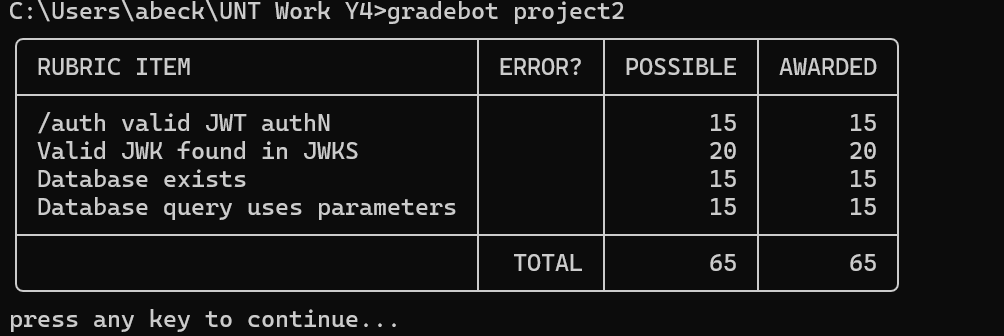 C:\Users\abeck\UNT Work Y4>gradebot project2
RUBRIC ITEM ERROR? POSSIBLE AWARDED
/auth valid JWT authN 15 15
Valid JWK found in JWKS 20 20
Database exists 15 15
Database query uses parameters 15 15
TOTAL 65 65
press any key to continue...